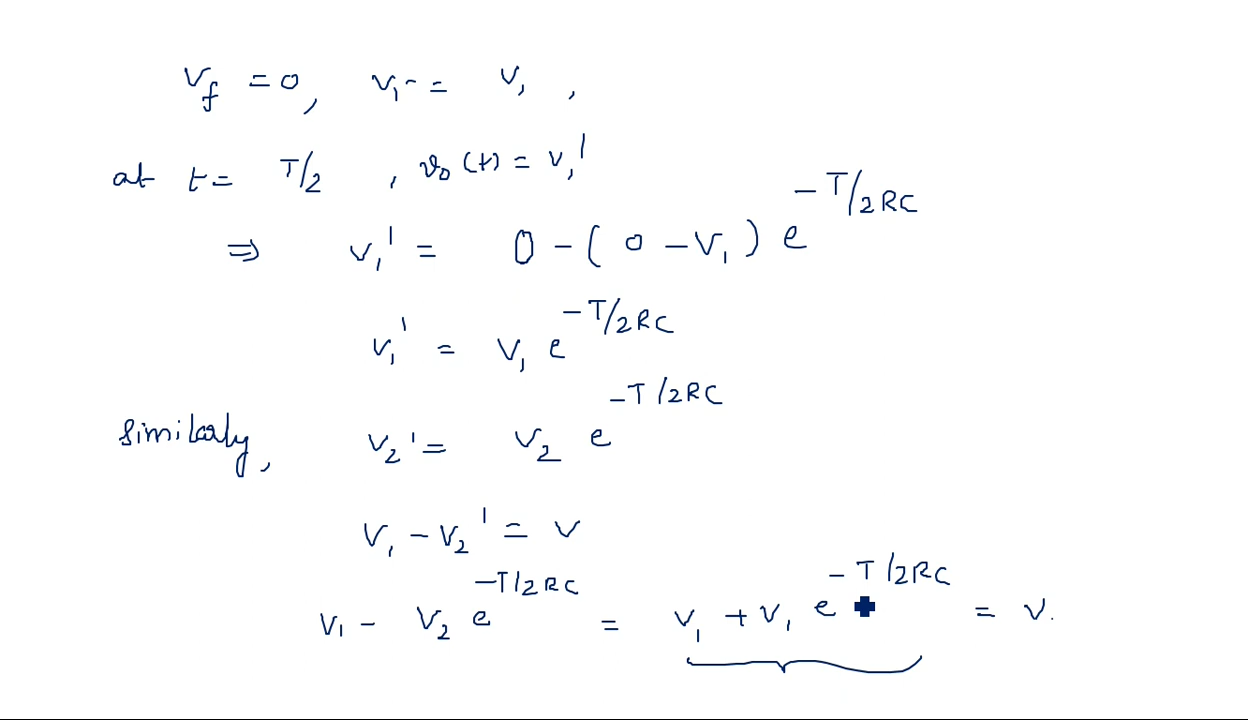 V_f = 0, V_i = V_1,
at t = T/2, v_0(t) = V_1'
⇒ V_1' = 0 - (0 - V_1) e^{-T/2RC}
V_1' = V_1 e^{-T/2RC}
Similarly, V_2' = V_2 e^{-T/2RC}
V_1 - V_2' = V
V_1 - V_2 e^{-T/2RC} = V_1 + V_1 e^{-T/2RC} = V.